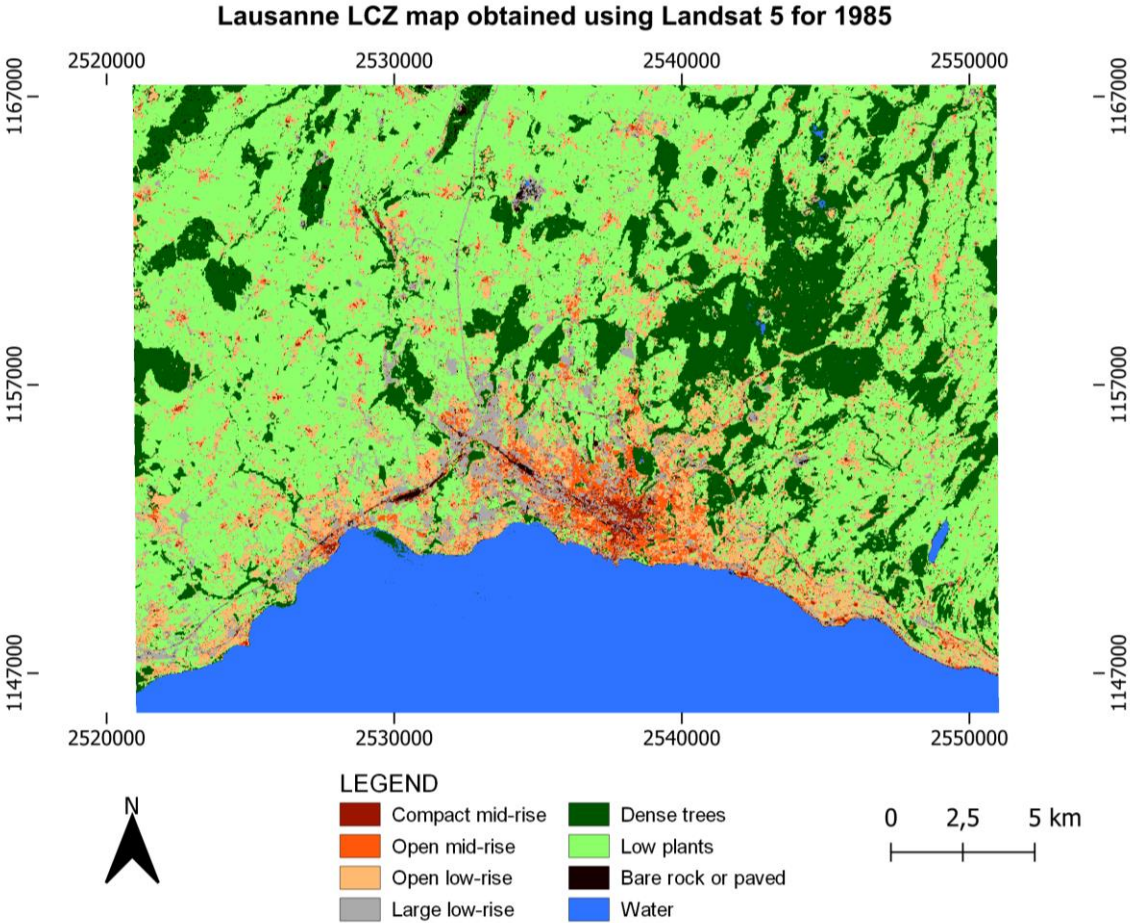 Lausanne LCZ map obtained using Landsat 5 for 1985
2520000 2530000 2540000 2550000
1167000 1167000
1157000 1157000
1147000 1147000
2520000 2530000 2540000 2550000
LEGEND
N
Compact mid-rise Dense trees
0 2,5 5 km
Open mid-rise Low plants
Open low-rise Bare rock or paved
Large low-rise Water